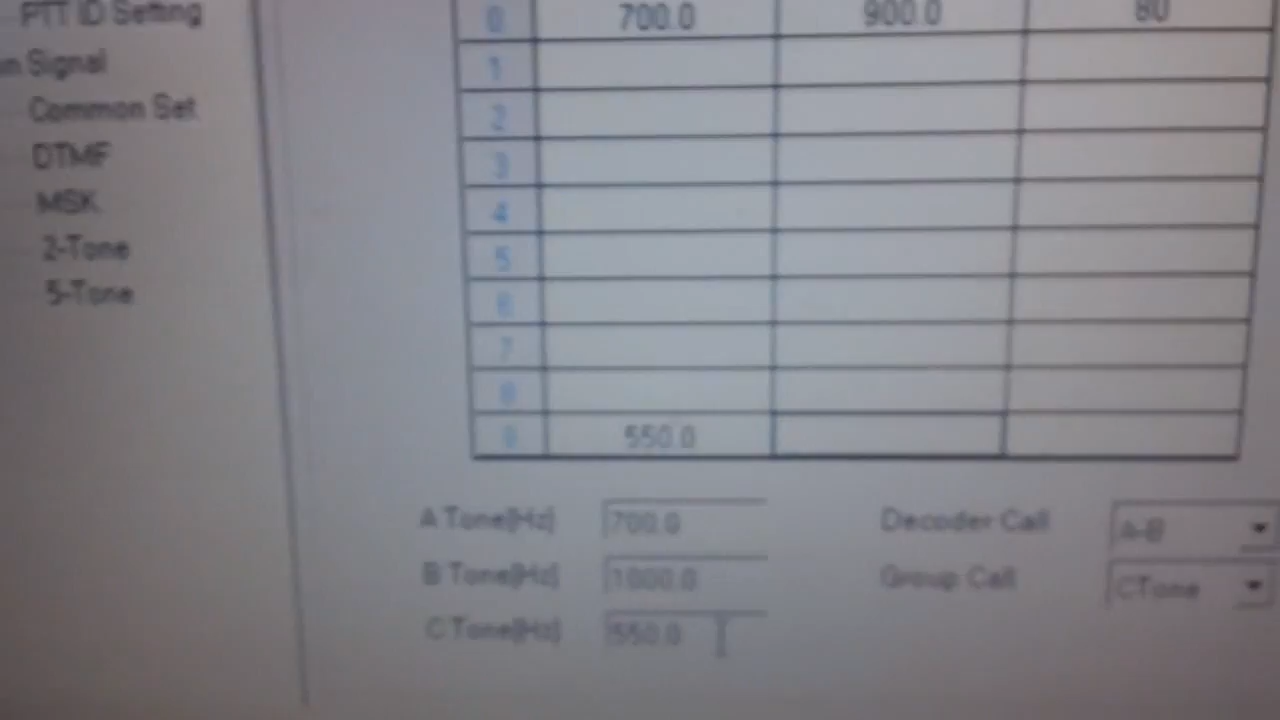 PTT ID Setting
in Signal
Common Set
DTMF
MSK
2-Tone
5-Tone
0 700.0 900.0 80
1
2
3
4
5
6
7
8
9 550.0
A Tone[Hz] 700.0 Decoder Call A-B
B Tone[Hz] 1000.0 Group Call CTone
C Tone[Hz] 550.0